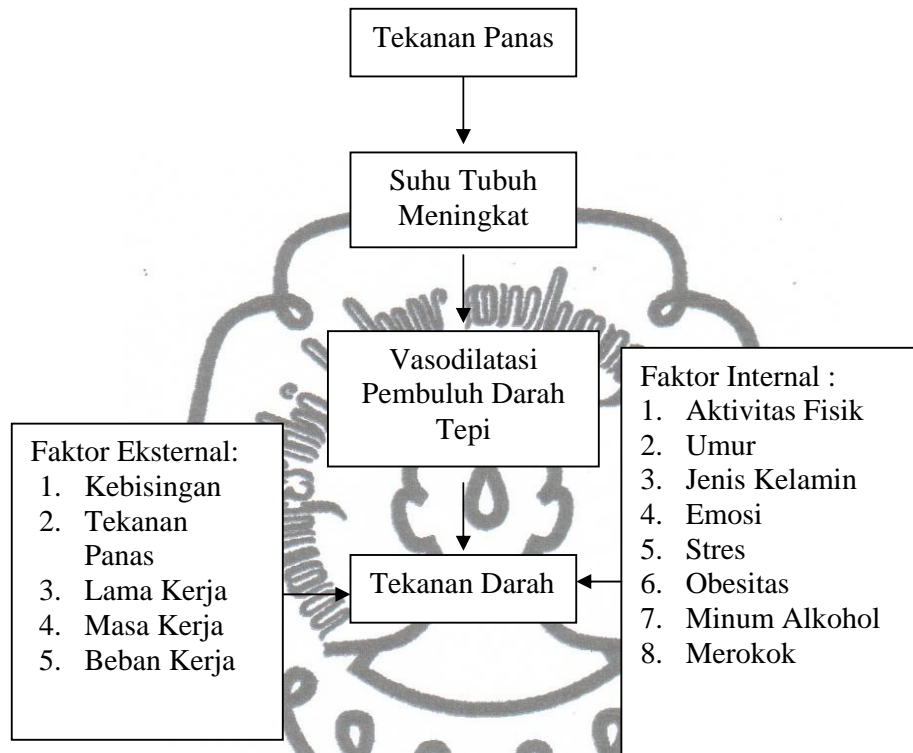 Tekanan Panas
Suhu Tubuh
Meningkat
Vasodilatasi
Pembuluh Darah
Tepi
Faktor Eksternal:
1. Kebisingan
2. Tekanan
Panas
3. Lama Kerja
4. Masa Kerja
5. Beban Kerja
Tekanan Darah
Faktor Internal :
1. Aktivitas Fisik
2. Umur
3. Jenis Kelamin
4. Emosi
5. Stres
6. Obesitas
7. Minum Alkohol
8. Merokok